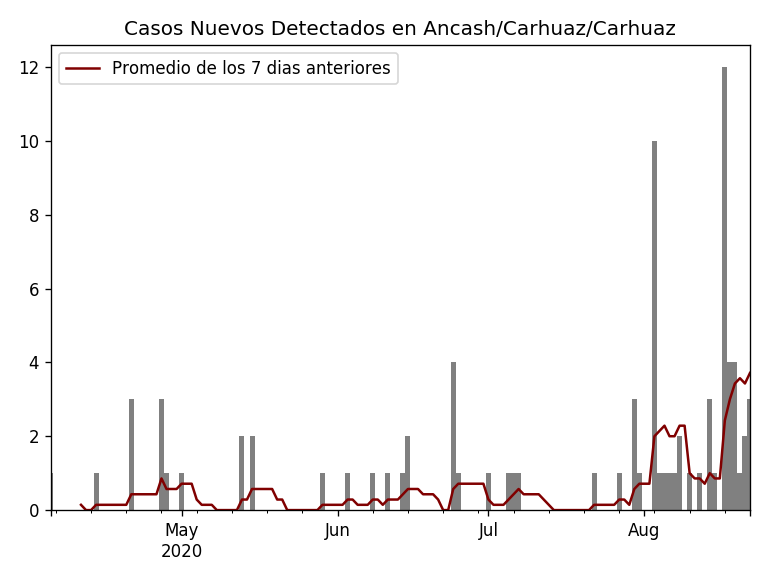 Casos Nuevos Detectados en Ancash/Carhuaz/Carhuaz
Promedio de los 7 dias anteriores
12
10
8
6
4
2
0
May
2020
Jun
Jul
Aug